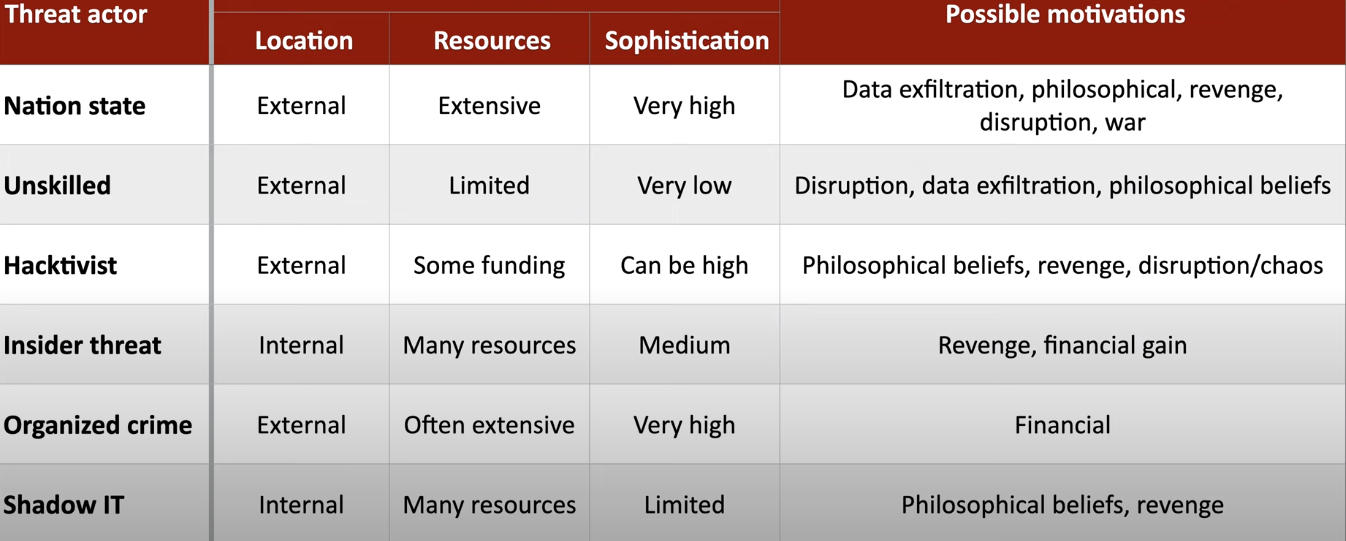 Threat actor
Possible motivations
Location Resources Sophistication
Nation state External Extensive Very high Data exfiltration, philosophical, revenge,
disruption, war
Unskilled External Limited Very low Disruption, data exfiltration, philosophical beliefs
Hacktivist External Some funding Can be high Philosophical beliefs, revenge, disruption/chaos
Insider threat Internal Many resources Medium Revenge, financial gain
Organized crime External Often extensive Very high Financial
Shadow IT Internal Many resources Limited Philosophical beliefs, revenge